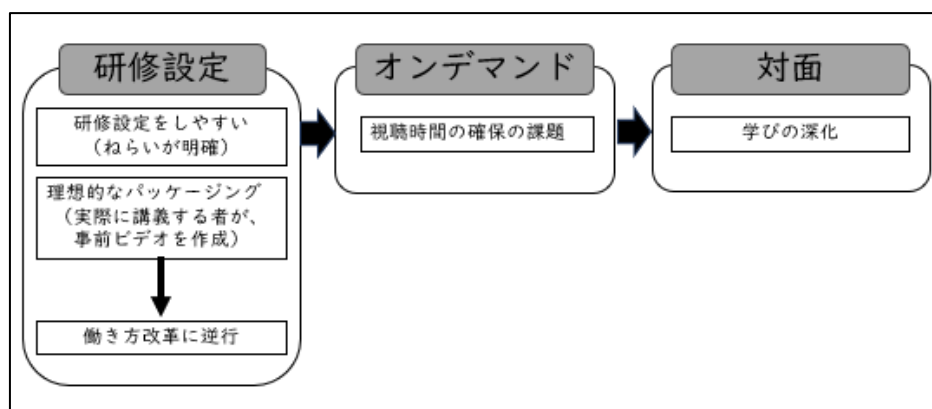 研修設定
研修設定をしやすい
（ねらいが明確）
理想的なパッケージング
（実際に講義する者が、
事前ビデオを作成）
働き方改革に逆行
オンデマンド
視聴時間の確保の課題
対面
学びの深化